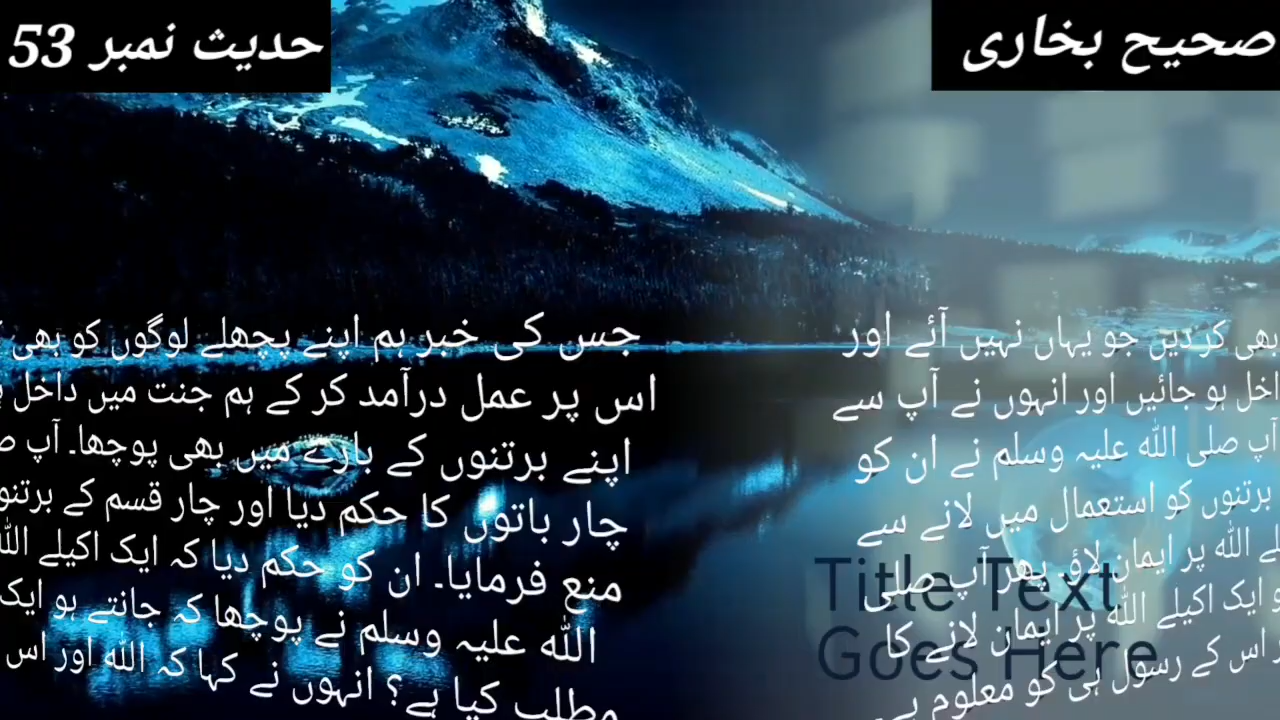 صحیح بخاری
حدیث نمبر 53
بھی کر دیں جو یہاں نہیں آئے اور
ہو جائیں اور انہوں نے آپ سے
آپ صلی اللہ علیہ وسلم نے ان کو
برتنوں کو استعمال میں لانے سے
اللہ پر ایمان لاؤ۔ پھر آپ صلی
ایک اکیلے اللہ پر ایمان لانے کا
اس کے رسول ہی کو معلوم ہے۔
Title Text
Goes Here
جس کی خبر ہم اپنے پچھلے لوگوں کو بھی
اس پر عمل درآمد کر کے ہم جنت میں داخل
اپنے برتنوں کے بارے میں بھی پوچھا۔ آپ
چار باتوں کا حکم دیا اور چار قسم کے
منع فرمایا۔ ان کو حکم دیا کہ ایک اکیلے
اللہ علیہ وسلم نے پوچھا کہ جانتے ہو ایک
مطلب کیا ہے؟ انہوں نے کہا کہ اللہ اور اس